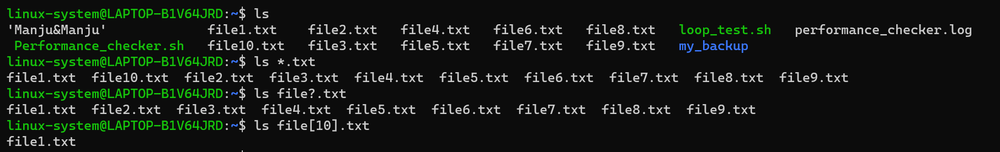 linux-system@LAPTOP-B1V64JRD:~$ ls
'Manju&Manju'             file1.txt    file2.txt   file4.txt   file6.txt   file8.txt   loop_test.sh   performance_checker.log
 Performance_checker.sh   file10.txt   file3.txt   file5.txt   file7.txt   file9.txt   my_backup
linux-system@LAPTOP-B1V64JRD:~$ ls *.txt
file1.txt  file10.txt  file2.txt  file3.txt  file4.txt  file5.txt  file6.txt  file7.txt  file8.txt  file9.txt
linux-system@LAPTOP-B1V64JRD:~$ ls file?.txt
file1.txt  file2.txt  file3.txt  file4.txt  file5.txt  file6.txt  file7.txt  file8.txt  file9.txt
linux-system@LAPTOP-B1V64JRD:~$ ls file[10].txt
file1.txt